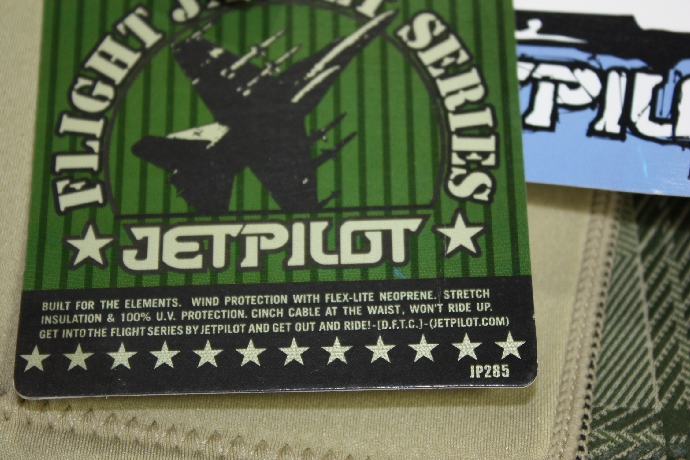 FLIGHT JACKET SERIES
JETPILOT
BUILT FOR THE ELEMENTS. WIND PROTECTION WITH FLEX-LITE NEOPRENE. STRETCH
INSULATION & 100% U.V. PROTECTION. CINCH CABLE AT THE WAIST, WON'T RIDE UP.
GET INTO THE FLIGHT SERIES BY JETPILOT AND GET OUT AND RIDE! -(D.F.T.C.)- (JETPILOT.COM)
JP285
TPIL